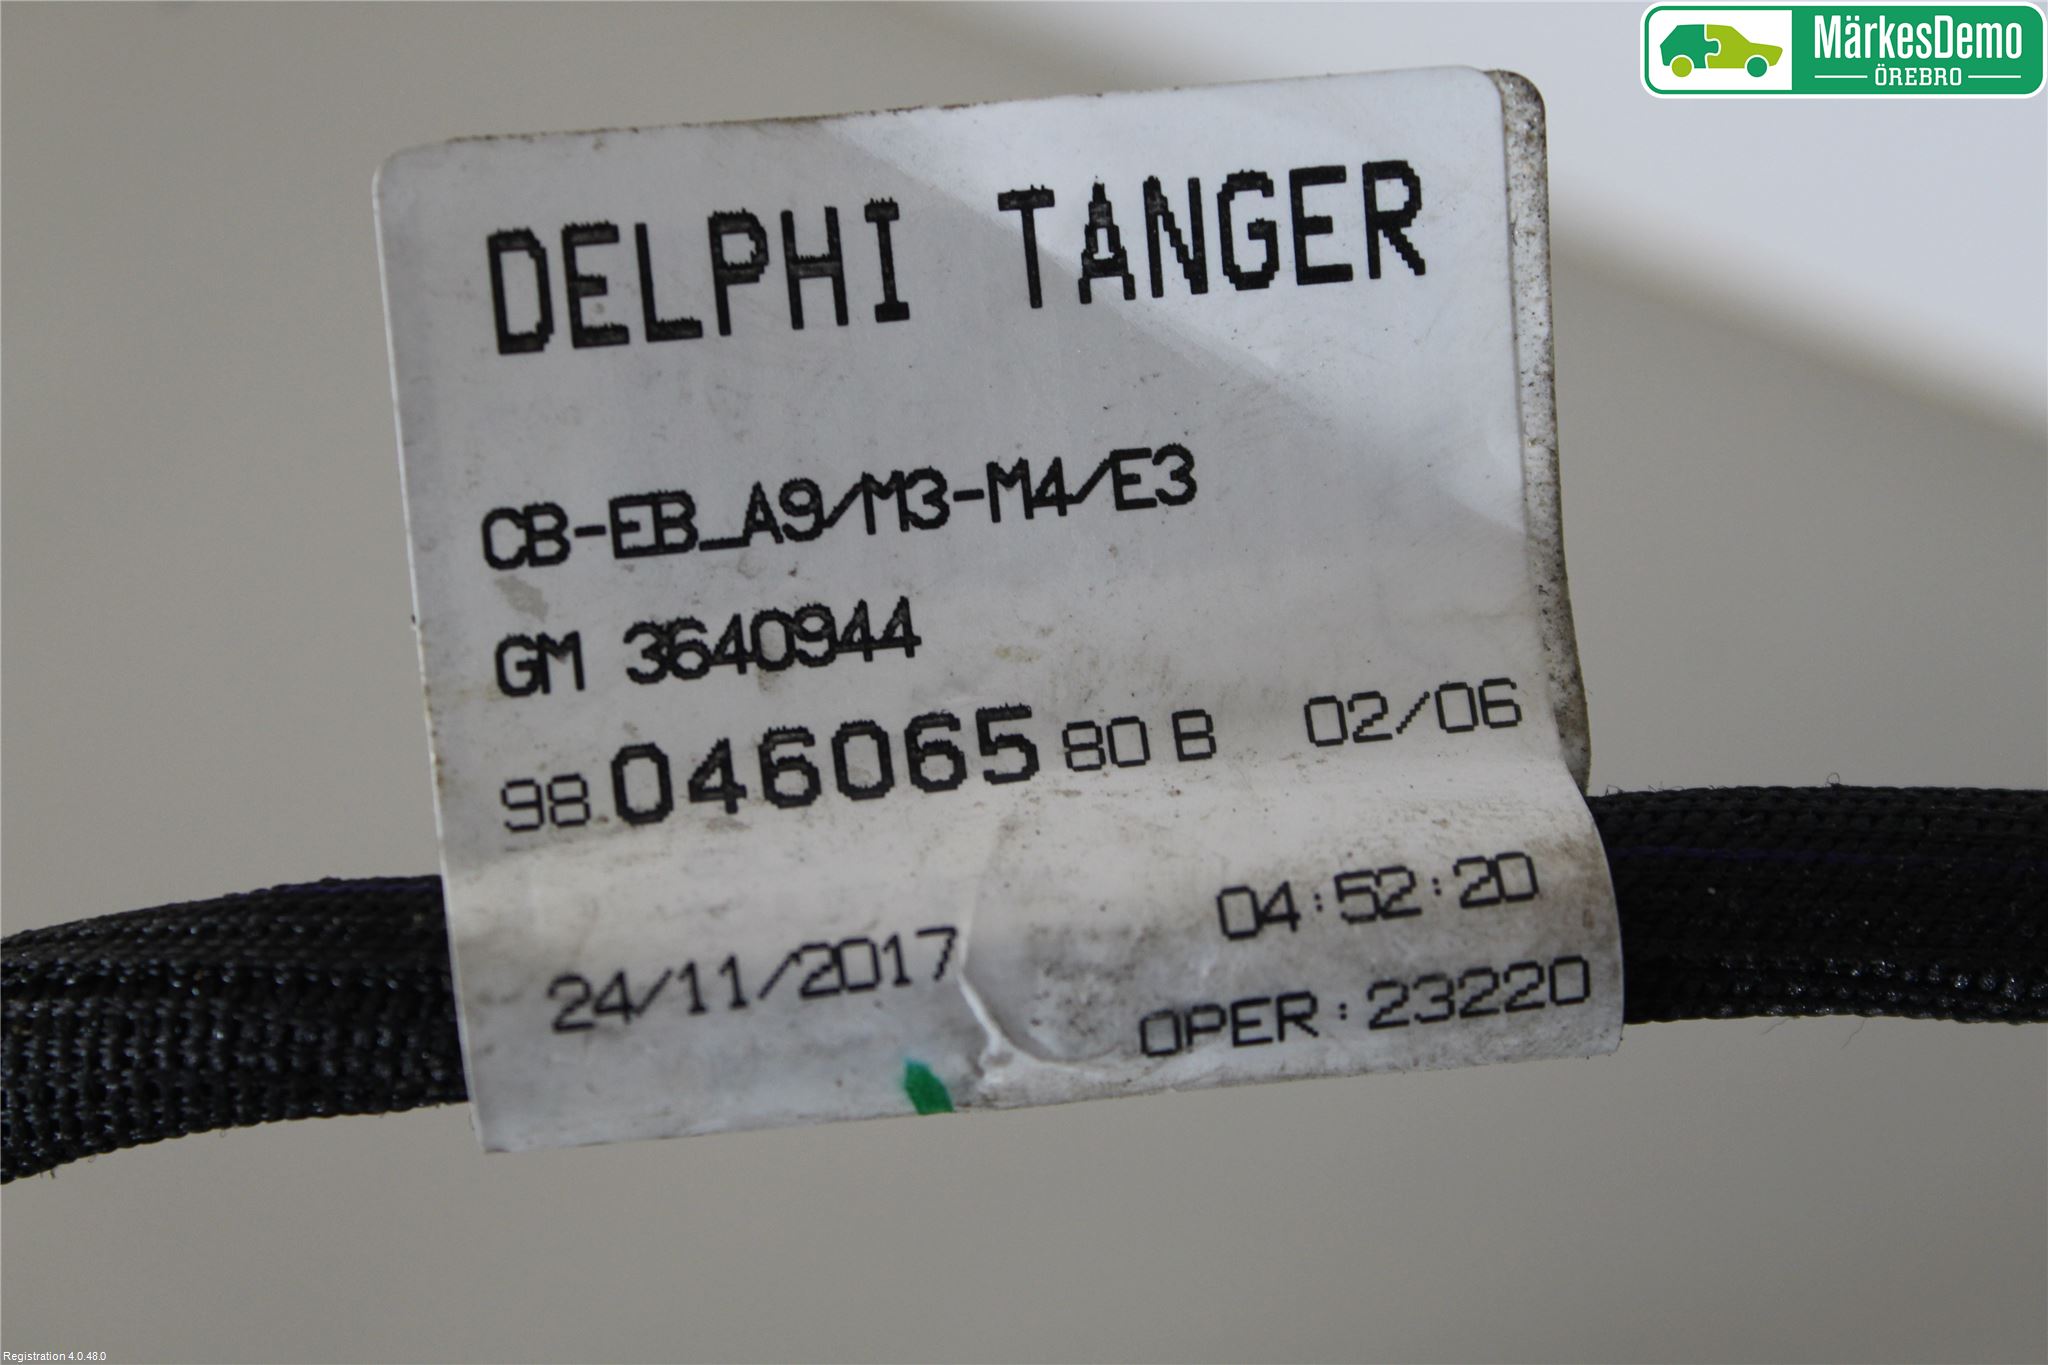 MärkesDemo
ÖREBRO
DELPHI TANGER
CB-EB_A9/M3-M4/E3
GM 3640944
98 046065 80 B 02/06
24/11/2017 04:52:20
OPER:23220
Registration 4.0.48.0